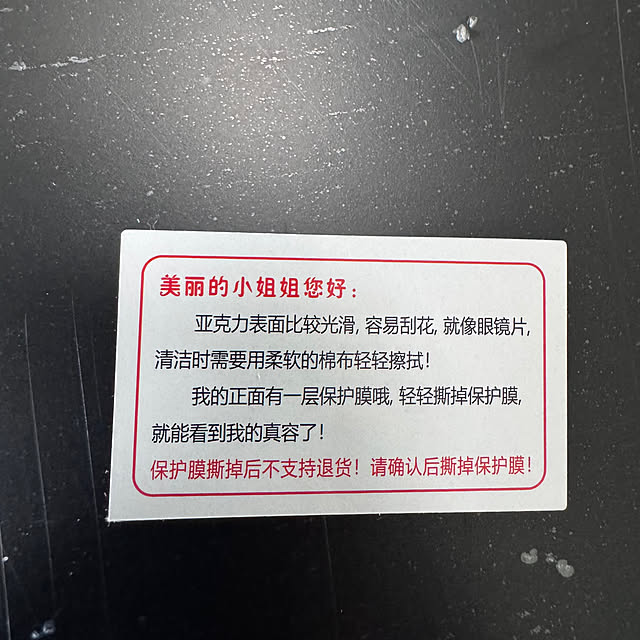 美丽的小姐姐您好：
亚克力表面比较光滑，容易刮花，就像眼镜片，
清洁时需要用柔软的棉布轻轻擦拭！
我的正面有一层保护膜哦，轻轻撕掉保护膜，
就能看到我的真容了！
保护膜撕掉后不支持退货！请确认后撕掉保护膜！